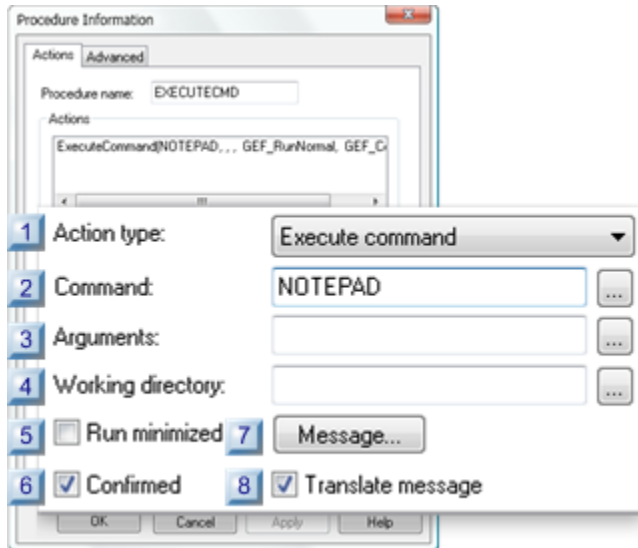 Procedure Information
Actions Advanced
Procedure name: EXECUTECMD
Actions
ExecuteCommand(NOTEPAD, , , GEF_RunNormal, GEF_C
1 Action type: Execute command
2 Command: NOTEPAD ...
3 Arguments: ...
4 Working directory: ...
5 Run minimized 7 Message...
6 Confirmed 8 Translate message
OK Cancel Apply Help